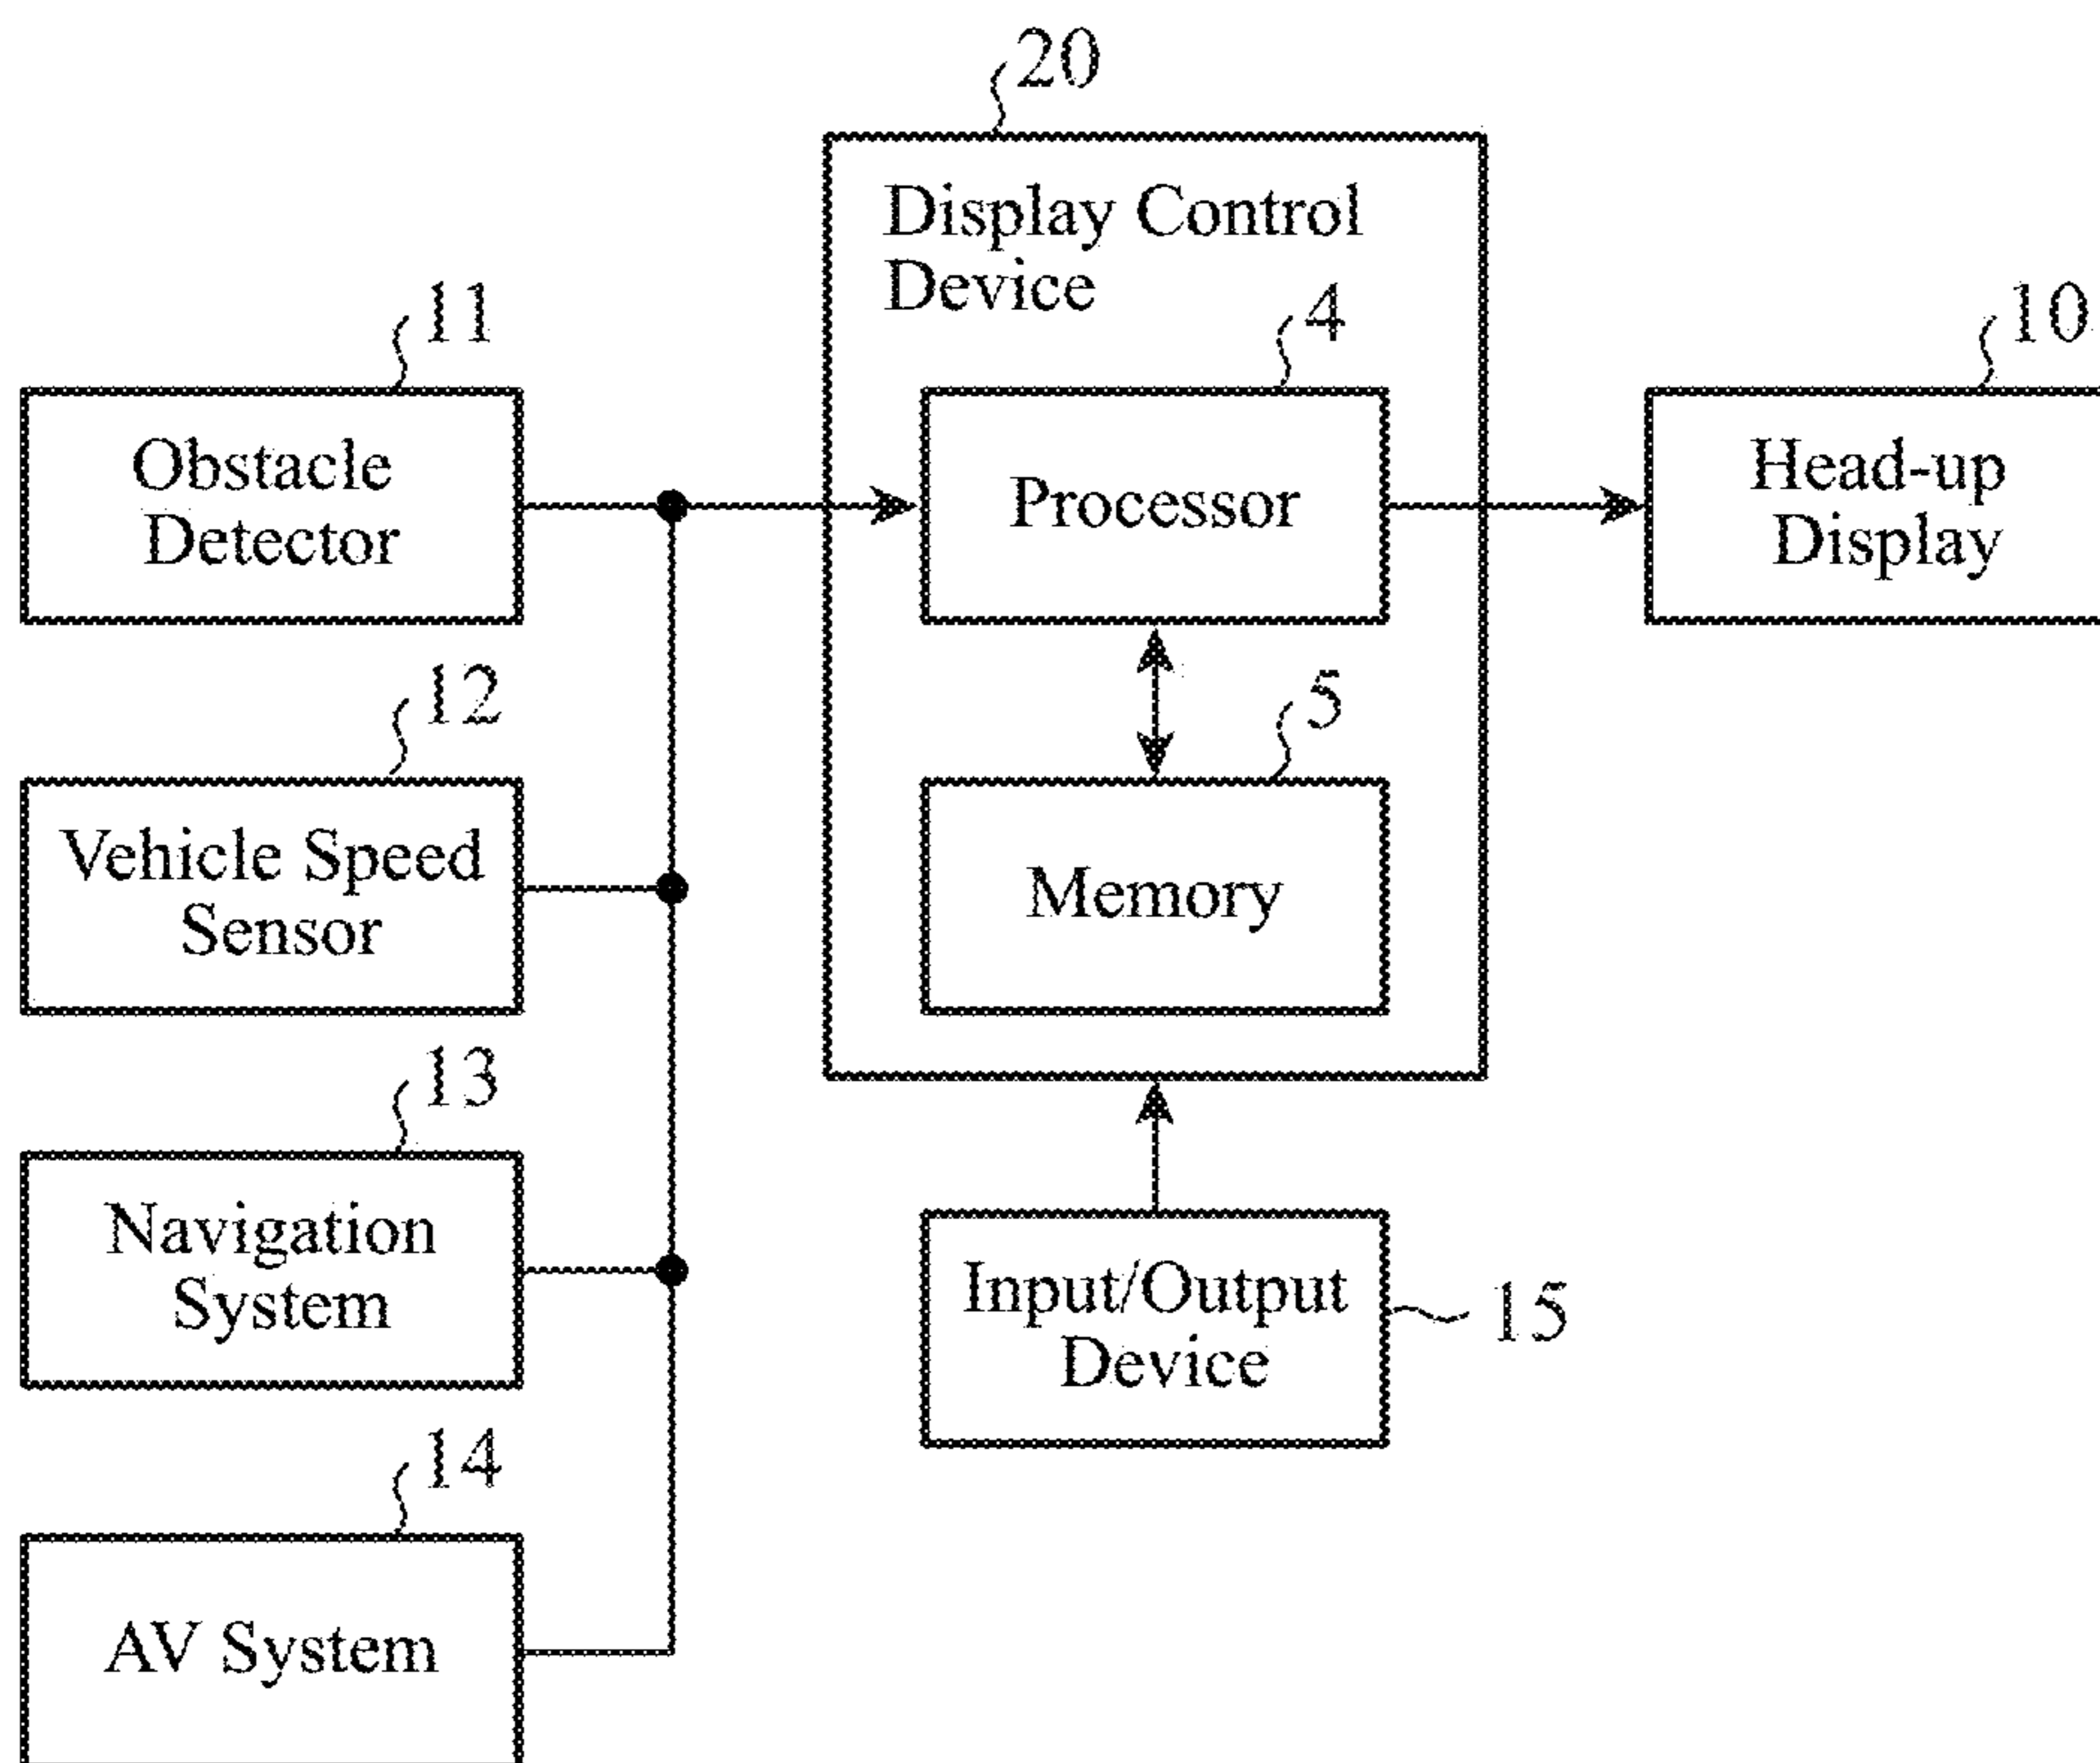 20
Display Control
Device
11
4
10
Obstacle
Detector
Processor
Head-up
Display
12
5
Vehicle Speed
Sensor
Memory
13
Navigation
System
Input/Output
Device
15
14
AV System